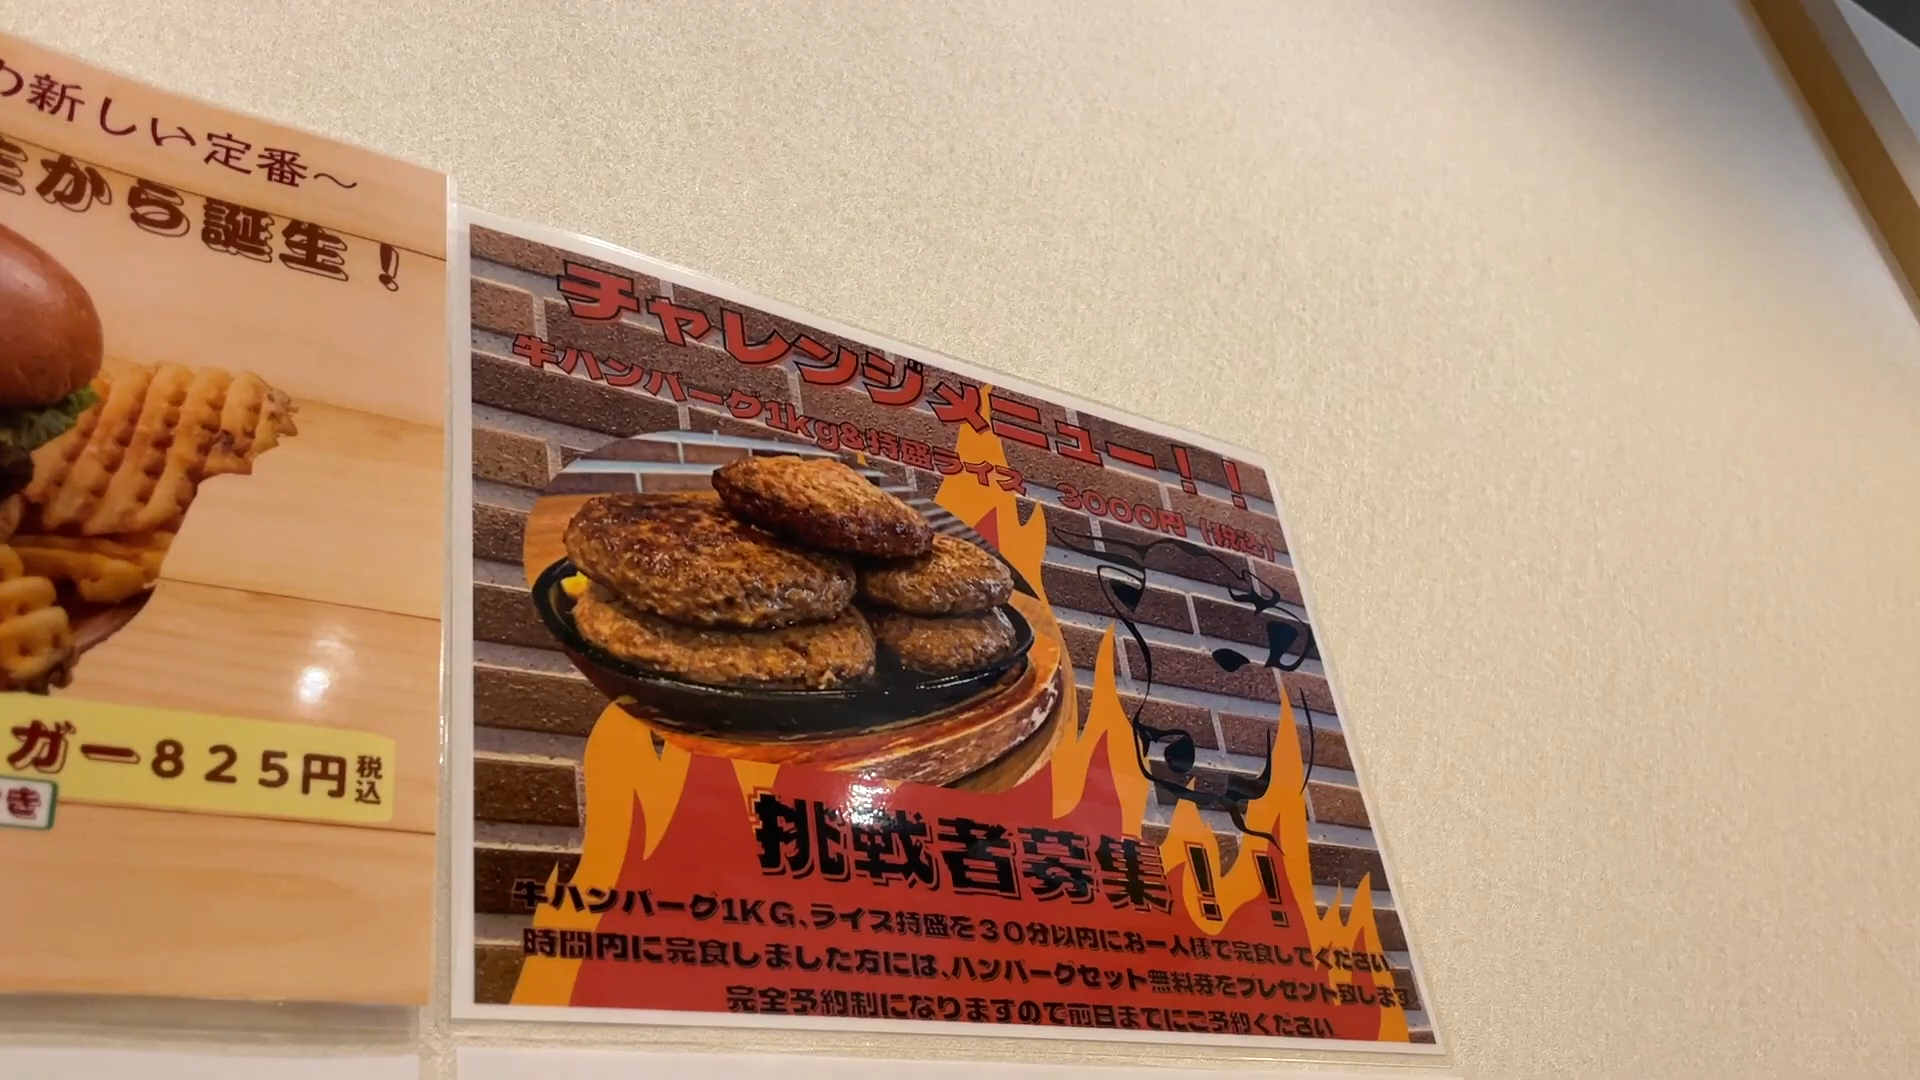 新しい定番～
から誕生！
ガー825円 税込
き
チャレンジメニュー！！
牛ハンバーグ1kg&特盛ライス 3000円（税込）
挑戦者募集！！
牛ハンバーグ1KG、ライス特盛を30分以内にお一人様で完食してください
時間内に完食しました方には、ハンバーグセット無料券をプレゼント致します
完全予約制になりますので前日までにご予約ください